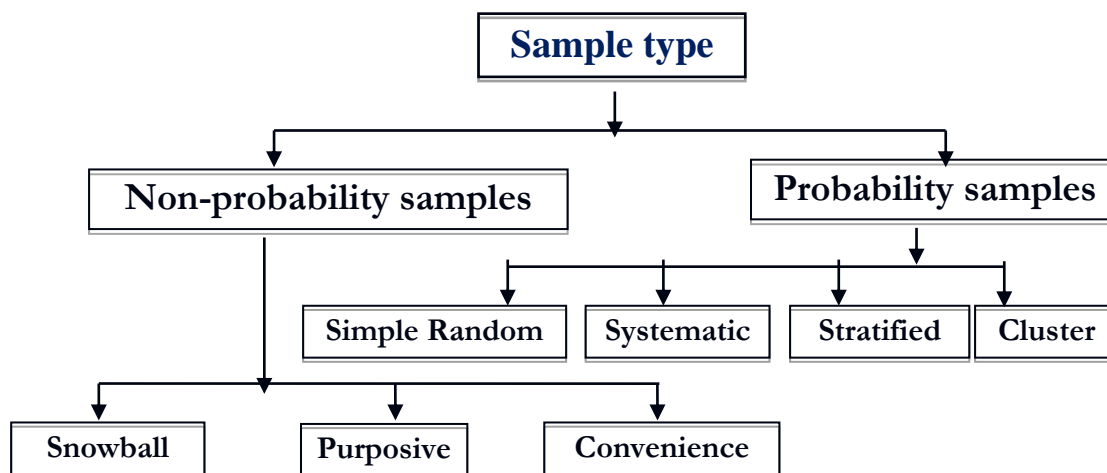 Sample type
Non-probability samples
Probability samples
Simple Random
Systematic
Stratified
Cluster
Snowball
Purposive
Convenience